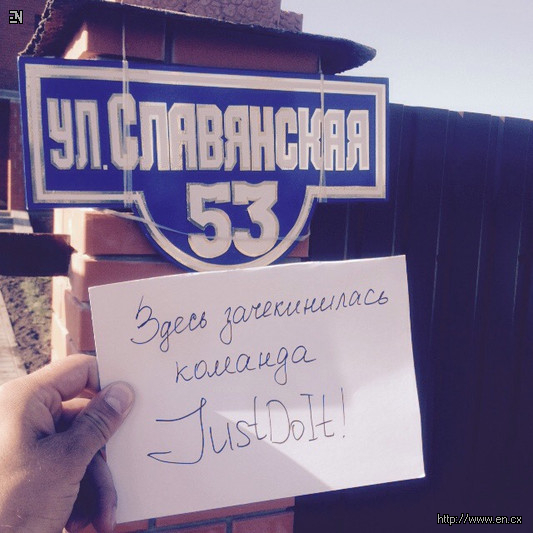 EN
УЛ. СЛАВЯНСКАЯ
53
Здесь зачекинилась
команда
JustDoIt!
http://www.en.cx